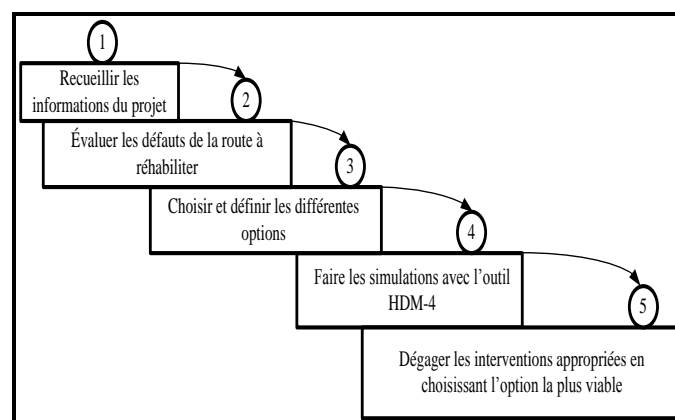 1
Recueillir les
informations du projet
2
Évaluer les défauts de la route à
réhabiliter
3
Choisir et définir les différentes
options
4
Faire les simulations avec l'outil
HDM-4
5
Dégager les interventions appropriées en
choisissant l'option la plus viable